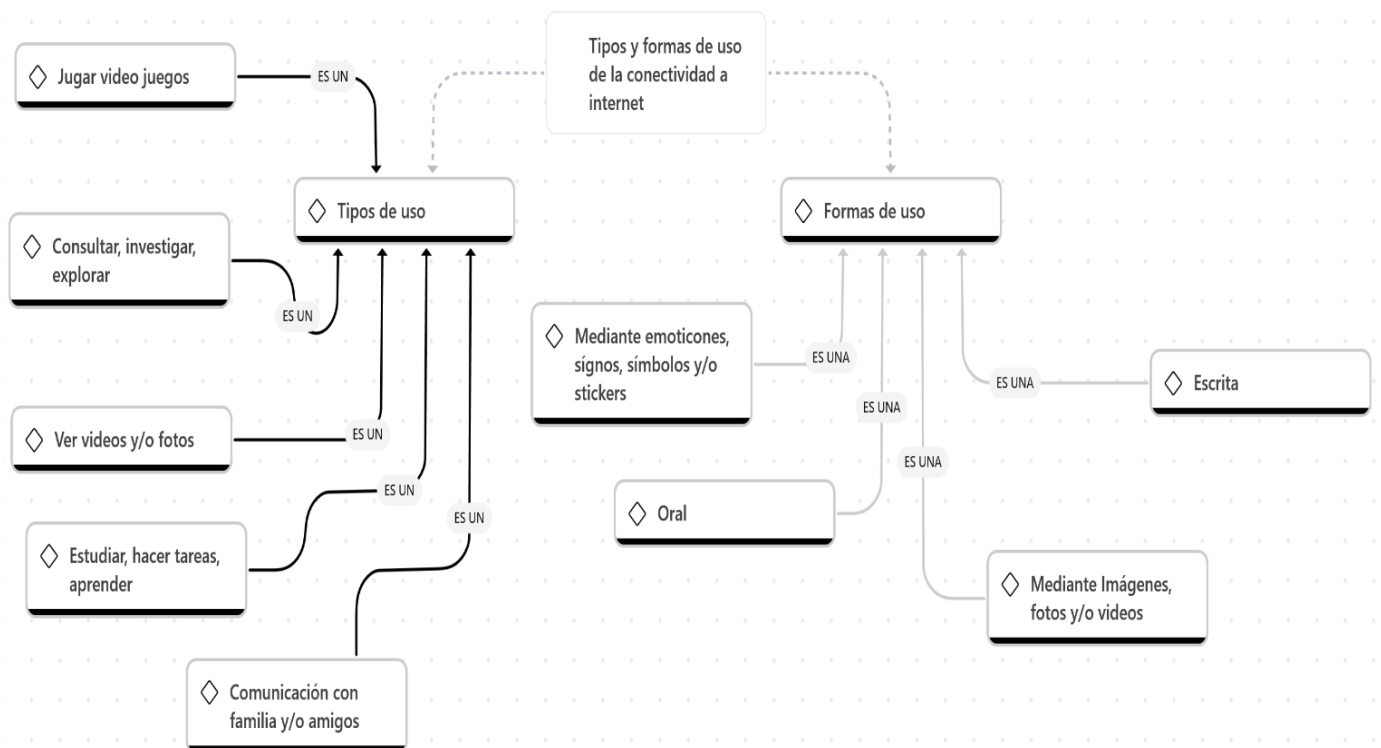 Tipos y formas de uso
de la conectividad a
internet
Jugar video juegos
ES UN
Tipos de uso
Formas de uso
Consultar, investigar,
explorar
ES UN
Mediante emoticones,
sígnos, símbolos y/o
stickers
ES UNA
Escrita
ES UNA
ES UNA
Ver videos y/o fotos
ES UN
ES UNA
ES UN
Oral
ES UN
Estudiar, hacer tareas,
aprender
Mediante Imágenes,
fotos y/o videos
Comunicación con
familia y/o amigos